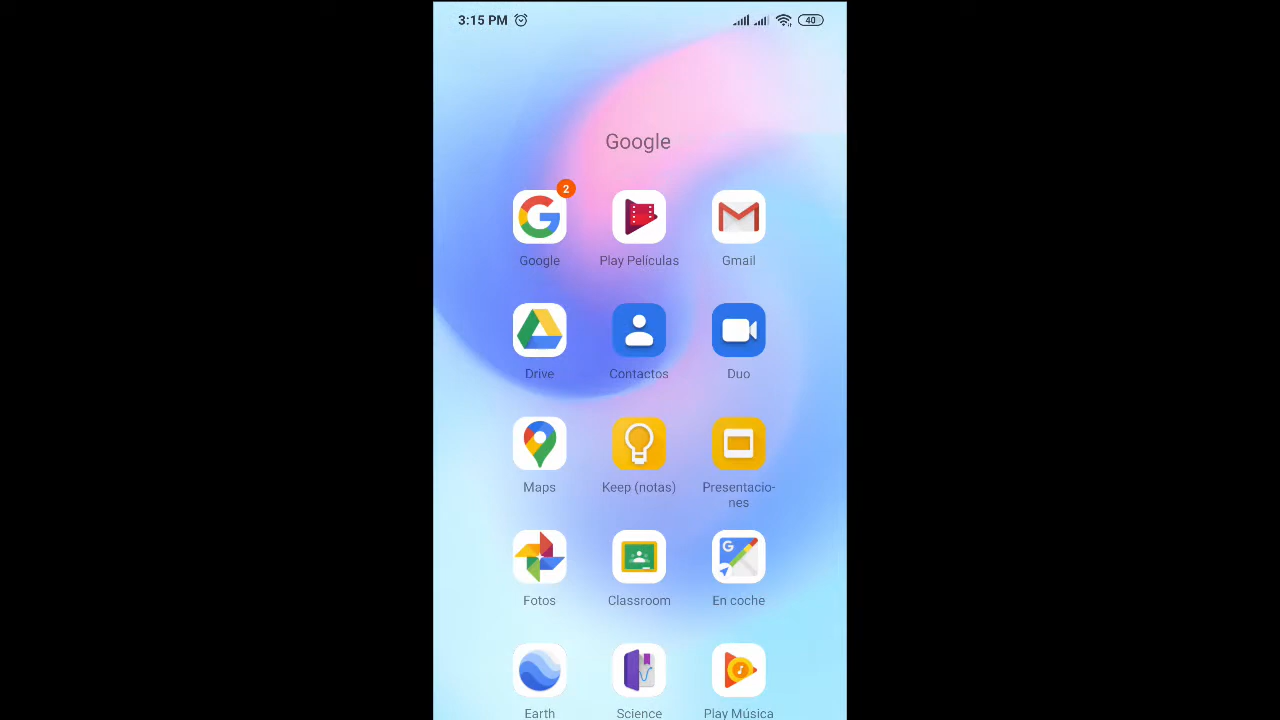 3:15 PM
40
Google
2
Google
Play Películas
Gmail
Drive
Contactos
Duo
Maps
Keep (notas)
Presentacio-
nes
G
Fotos
Classroom
En coche
Earth
Science
Play Música